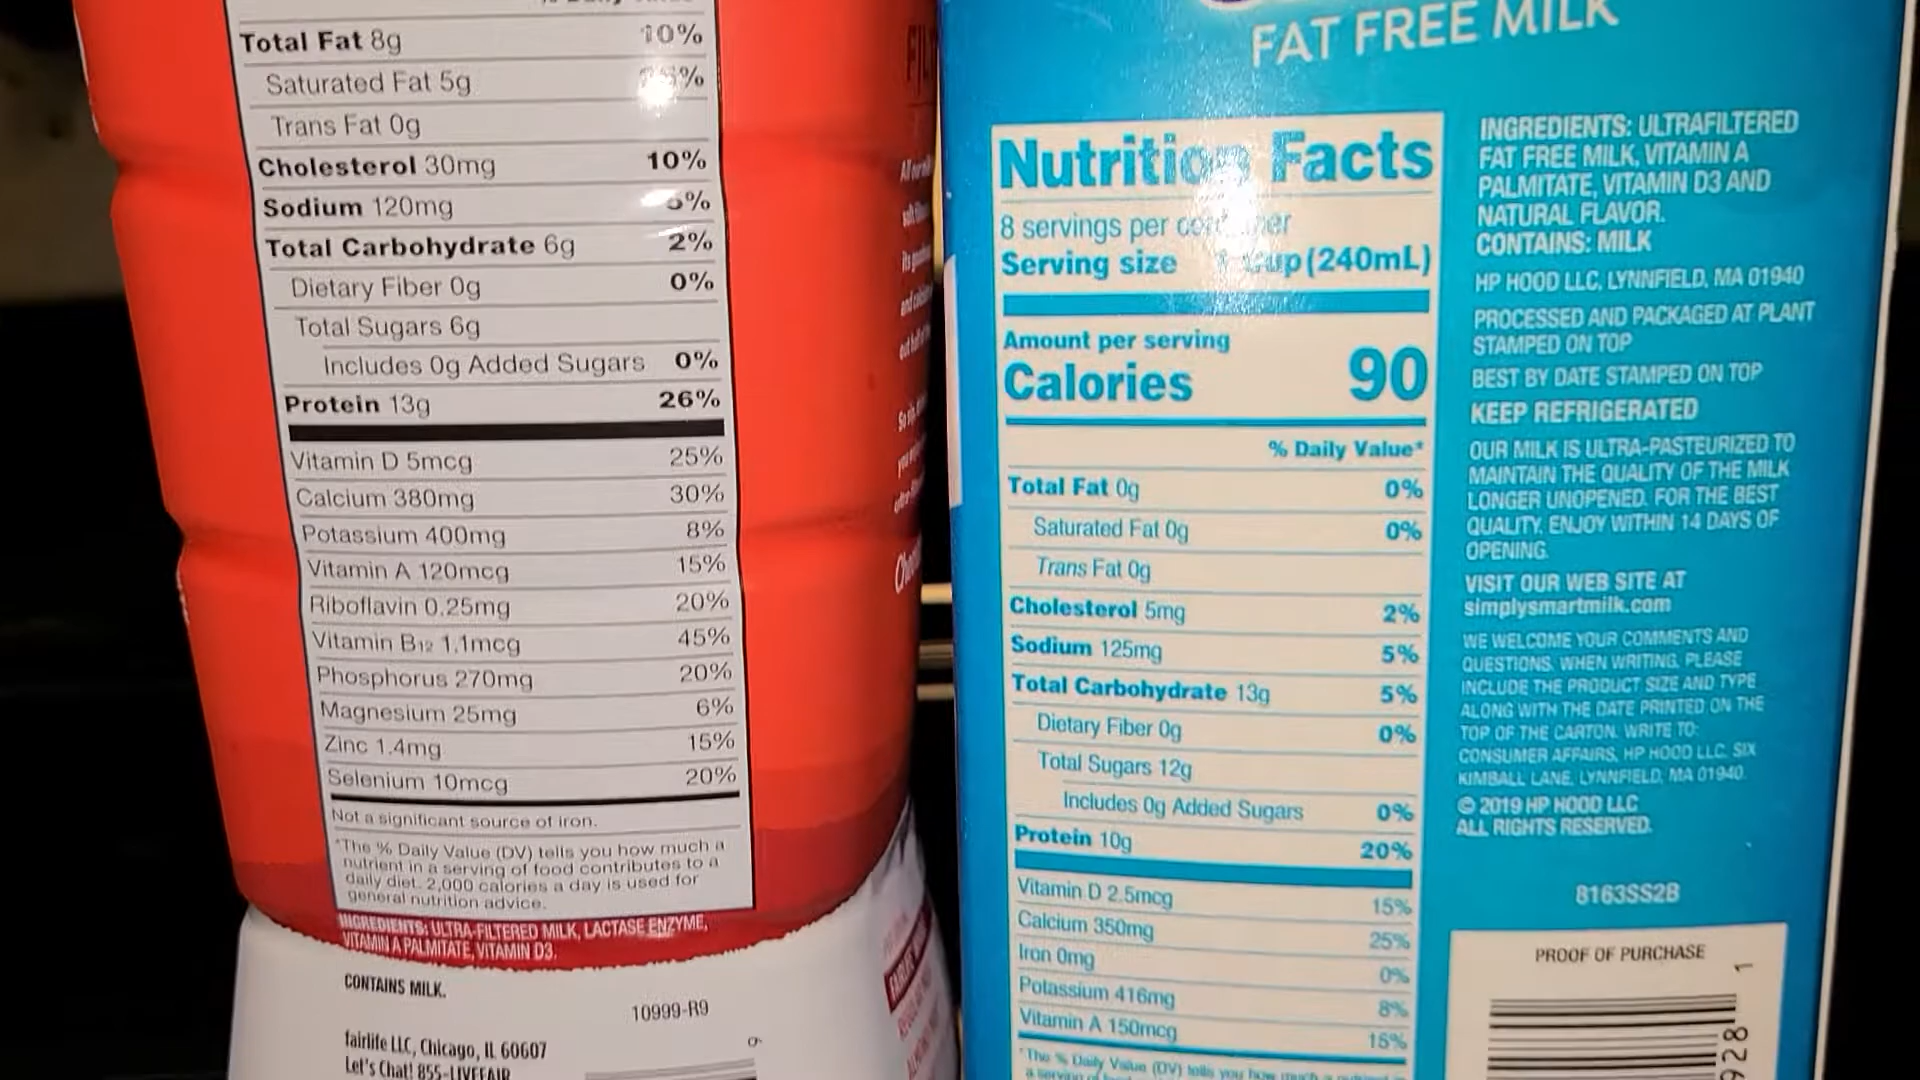 Total Fat 8g 10%
Saturated Fat 5g
Trans Fat 0g
Cholesterol 30mg 10%
Sodium 120mg 5%
Total Carbohydrate 6g 2%
Dietary Fiber 0g 0%
Total Sugars 6g
Includes 0g Added Sugars 0%
Protein 13g 26%
Vitamin D 5mcg 25%
Calcium 380mg 30%
Potassium 400mg 8%
Vitamin A 120mcg 15%
Riboflavin 0.25mg 20%
Vitamin B12 1.1mcg 45%
Phosphorus 270mg 20%
Magnesium 25mg 6%
Zinc 1.4mg 15%
Selenium 10mcg 20%
Not a significant source of iron.
*The % Daily Value (DV) tells you how much a
nutrient in a serving of food contributes to a
daily diet. 2,000 calories a day is used for
general nutrition advice.
INGREDIENTS: ULTRA-FILTERED MILK, LACTASE ENZYME,
VITAMIN A PALMITATE, VITAMIN D3.
CONTAINS MILK.
10999-R9
fairlife LLC, Chicago, IL 60607
Let's Chat! 855-LIVEFAIR
FAT FREE MILK
Nutrition Facts
8 servings per container
Serving size 1 cup (240mL)
Amount per serving
Calories 90
% Daily Value*
Total Fat 0g 0%
Saturated Fat 0g 0%
Trans Fat 0g
Cholesterol 5mg 2%
Sodium 125mg 5%
Total Carbohydrate 13g 5%
Dietary Fiber 0g 0%
Total Sugars 12g
Includes 0g Added Sugars 0%
Protein 10g 20%
Vitamin D 2.5mcg 15%
Calcium 350mg 25%
Iron 0mg 0%
Potassium 416mg 8%
Vitamin A 150mcg 15%
*The % Daily Value (DV) tells you how much a nutrient in
INGREDIENTS: ULTRAFILTERED
FAT FREE MILK, VITAMIN A
PALMITATE, VITAMIN D3 AND
NATURAL FLAVOR.
CONTAINS: MILK
HP HOOD LLC, LYNNFIELD, MA 01940
PROCESSED AND PACKAGED AT PLANT
STAMPED ON TOP
BEST BY DATE STAMPED ON TOP
KEEP REFRIGERATED
OUR MILK IS ULTRA-PASTEURIZED TO
MAINTAIN THE QUALITY OF THE MILK
LONGER UNOPENED. FOR THE BEST
QUALITY, ENJOY WITHIN 14 DAYS OF
OPENING.
VISIT OUR WEB SITE AT
simplysmartmilk.com
WE WELCOME YOUR COMMENTS AND
QUESTIONS. WHEN WRITING, PLEASE
INCLUDE THE PRODUCT SIZE AND TYPE
ALONG WITH THE DATE PRINTED ON THE
TOP OF THE CARTON. WRITE TO:
CONSUMER AFFAIRS, HP HOOD LLC, SIX
KIMBALL LANE, LYNNFIELD, MA 01940.
© 2019 HP HOOD LLC
ALL RIGHTS RESERVED.
8163SS2B
PROOF OF PURCHASE
928 1